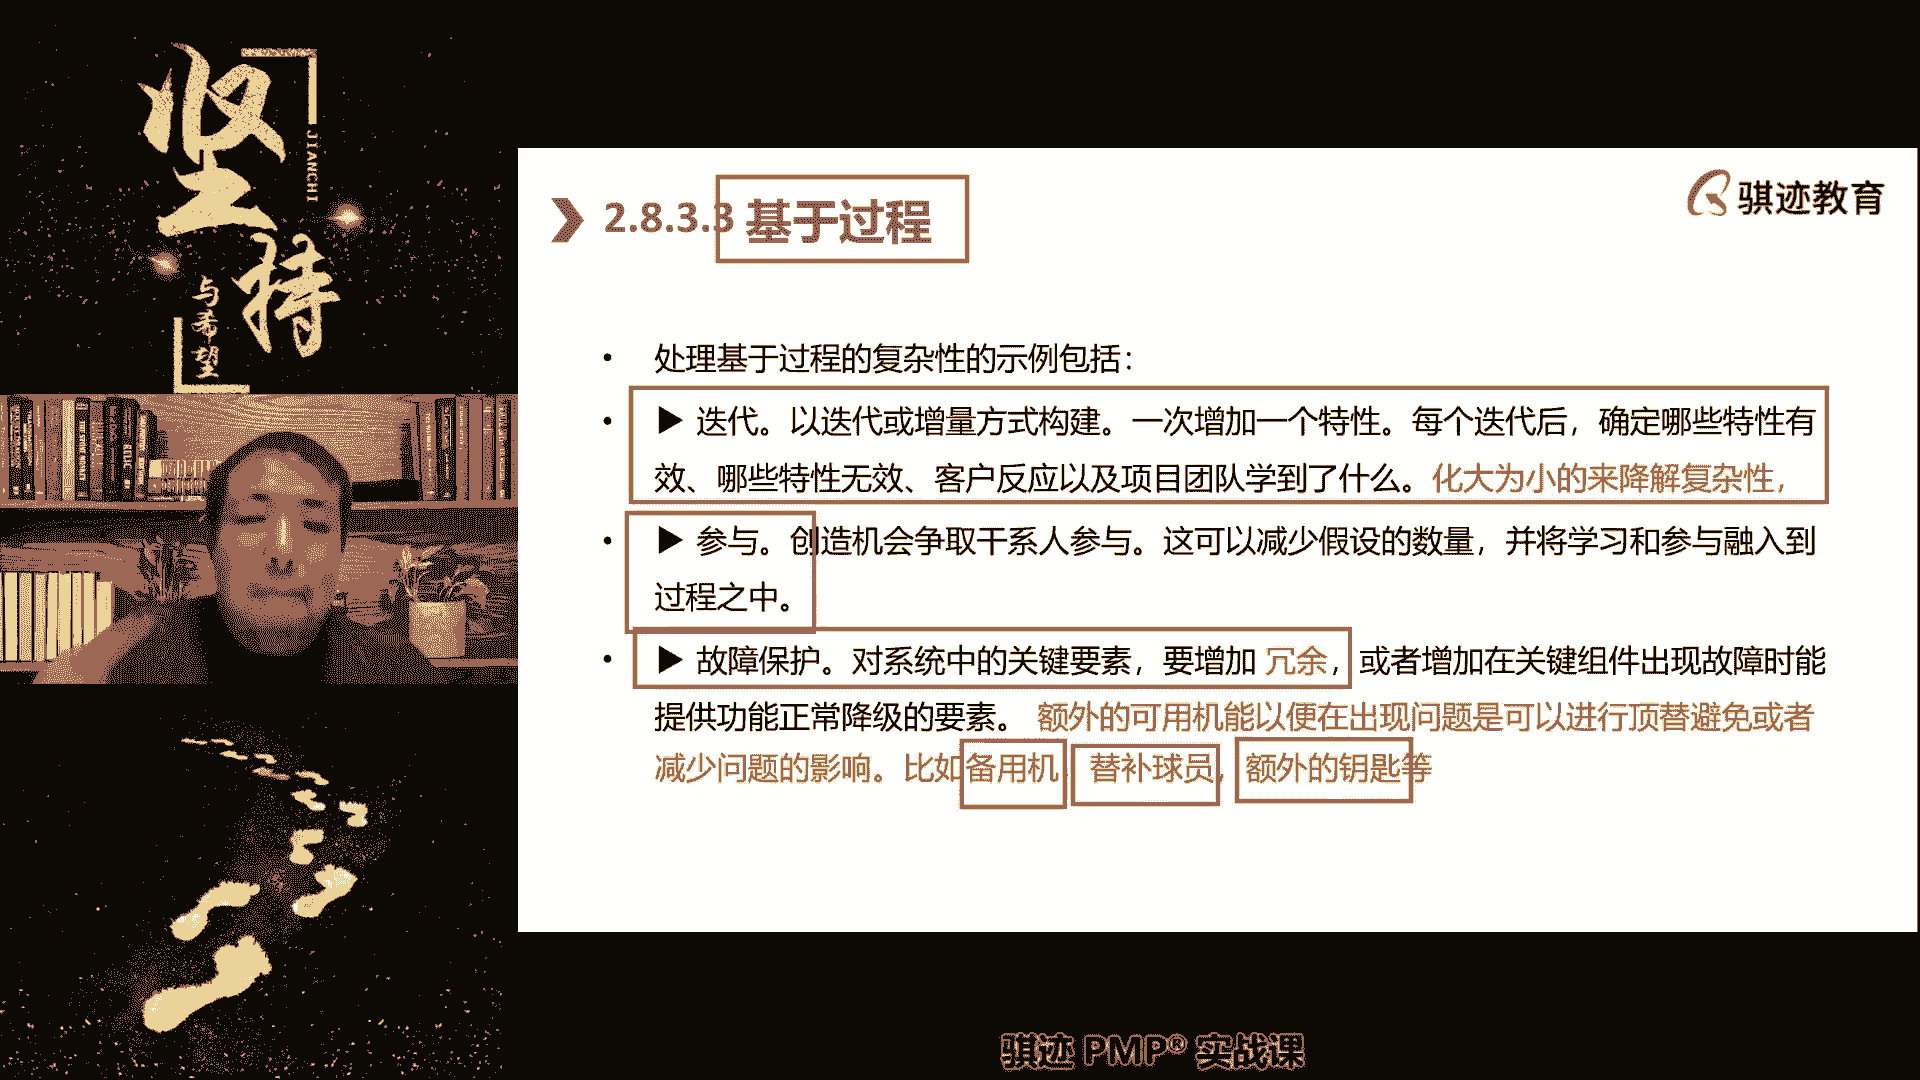 坚持
JIANCHI
与希望
2.8.3.3 基于过程
骐迹教育
• 处理基于过程的复杂性的示例包括：
• ▶ 迭代。以迭代或增量方式构建。一次增加一个特性。每个迭代后，确定哪些特性有
效、哪些特性无效、客户反应以及项目团队学到了什么。化大为小的来降解复杂性，
• ▶ 参与。创造机会争取干系人参与。这可以减少假设的数量，并将学习和参与融入到
过程之中。
• ▶ 故障保护。对系统中的关键要素，要增加 冗余，或者增加在关键组件出现故障时能
提供功能正常降级的要素。 额外的可用机能以便在出现问题是可以进行顶替避免或者
减少问题的影响。比如备用机，替补球员，额外的钥匙等
骐迹 PMP® 实战课